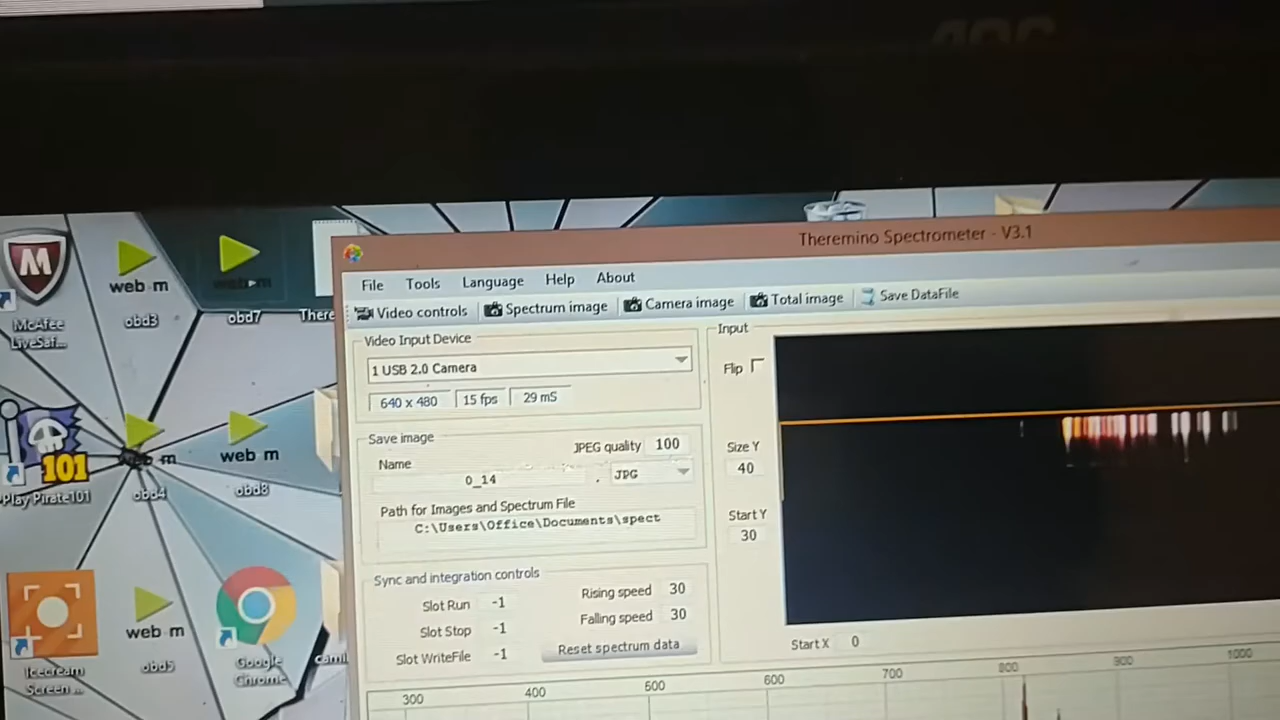 AOC
Theremino Spectrometer - V3.1
File Tools Language Help About
Video controls Spectrum image Camera image Total image Save DataFile
Video Input Device
1 USB 2.0 Camera
640 x 480 15 fps 29 mS
Save image
JPEG quality 100
Name
0_14 . JPG
Path for Images and Spectrum File
C:\Users\Office\Documents\spect
Sync and integration controls
Slot Run -1
Slot Stop -1
Slot WriteFile -1
Rising speed 30
Falling speed 30
Reset spectrum data
Input
Flip
Size Y
40
Start Y
30
Start X 0
300 400 500 600 700 800 900 1000
M
McAfee
LiveSaf...
web m
obd3
web m
obd7
There
101
Play Pirate101
web m
obd4
web m
obd8
Icecream
Screen ...
web m
obd5
Google
Chrome
cami